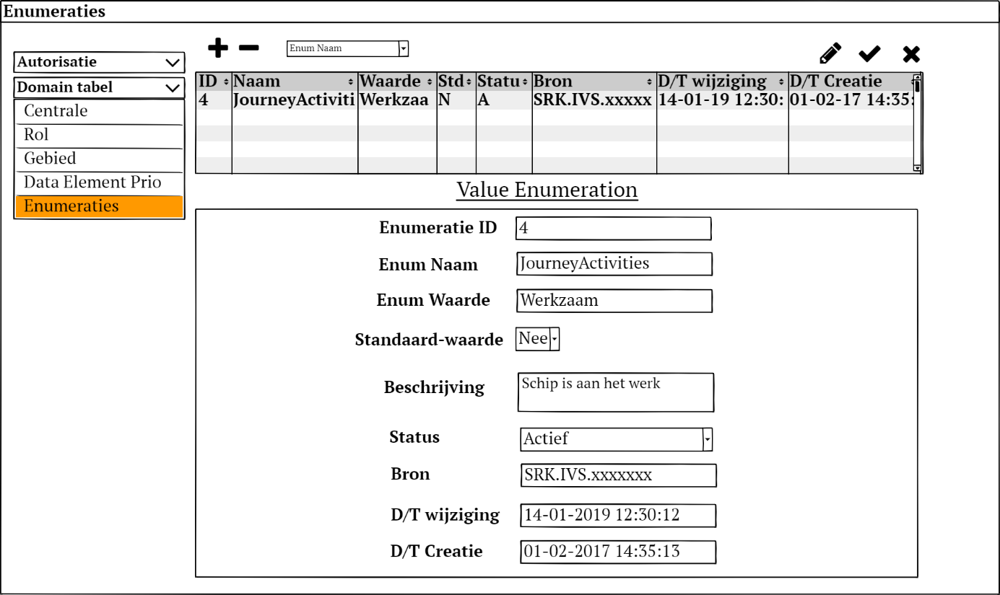 Enumeraties
Autorisatie
Domain tabel
Centrale
Rol
Gebied
Data Element Prio
Enumeraties
Enum Naam
ID Naam Waarde Std Statu Bron D/T wijziging D/T Creatie
4 JourneyActiviti Werkzaa N A SRK.IVS.xxxxx 14-01-19 12:30: 01-02-17 14:35:
Value Enumeration
Enumeratie ID 4
Enum Naam JourneyActivities
Enum Waarde Werkzaam
Standaard-waarde Nee
Beschrijving Schip is aan het werk
Status Actief
Bron SRK.IVS.xxxxxxx
D/T wijziging 14-01-2019 12:30:12
D/T Creatie 01-02-2017 14:35:13